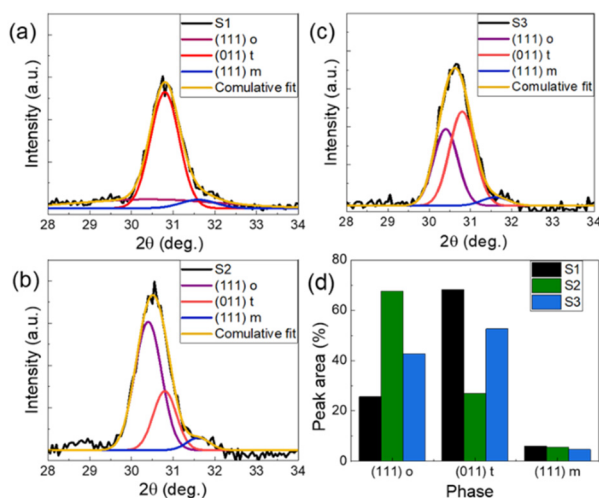 (a)
S1
(111) o
(011) t
(111) m
Comulative fit
Intensity (a.u.)
28 29 30 31 32 33 34
2θ (deg.)
(c)
S3
(111) o
(011) t
(111) m
Comulative fit
Intensity (a.u.)
28 29 30 31 32 33 34
2θ (deg.)
(b)
S2
(111) o
(011) t
(111) m
Comulative fit
Intensity (a.u.)
28 29 30 31 32 33 34
2θ (deg.)
(d)
S1
S2
S3
Peak area (%)
80
60
40
20
0
(111) o (011) t (111) m
Phase